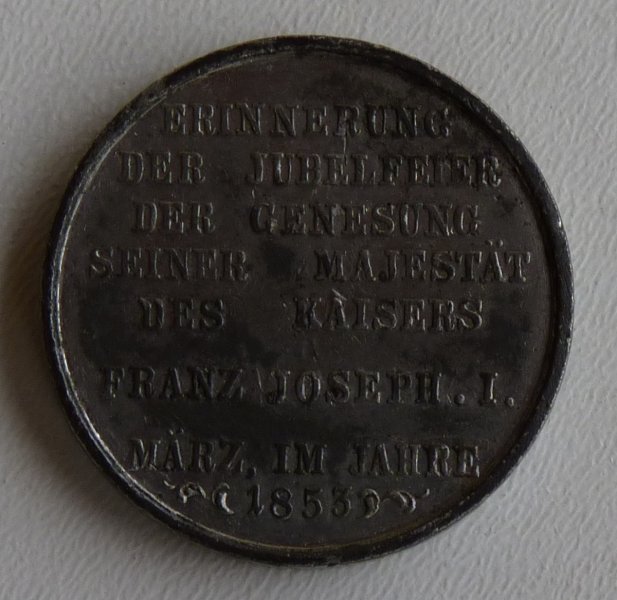 ERINNERUNG
DER JUBELFEIER
DER GENESUNG
SEINER MAJESTÄT
DES KAISERS
FRANZ JOSEPH. I.
MÄRZ, IM JAHRE
1853